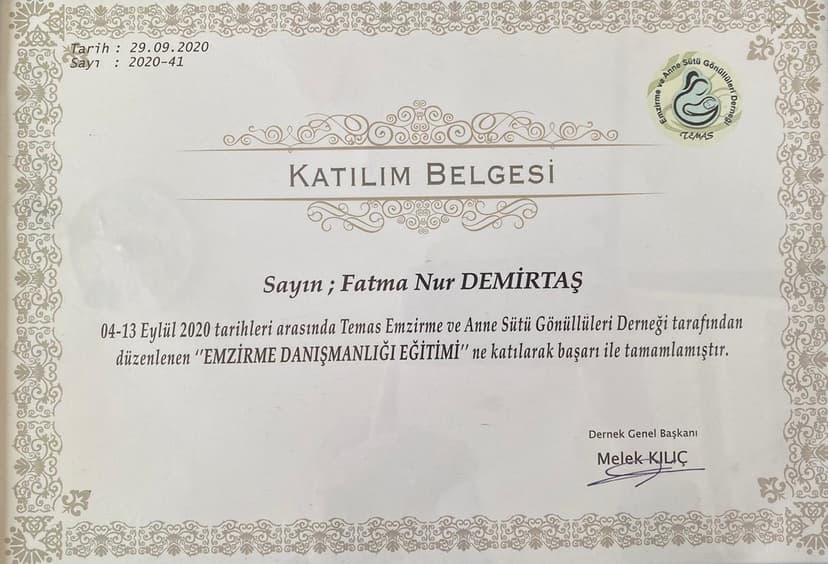 Tarih : 29.09.2020
Sayı : 2020-41
Emzirme ve Anne Sütü Gönüllüleri Derneği
TEMAS
KATILIM BELGESİ
Sayın ; Fatma Nur DEMİRTAŞ
04-13 Eylül 2020 tarihleri arasında Temas Emzirme ve Anne Sütü Gönüllüleri Derneği tarafından
düzenlenen ‘‘EMZİRME DANIŞMANLIĞI EĞİTİMİ’’ ne katılarak başarı ile tamamlamıştır.
Dernek Genel Başkanı
Melek KILIÇ